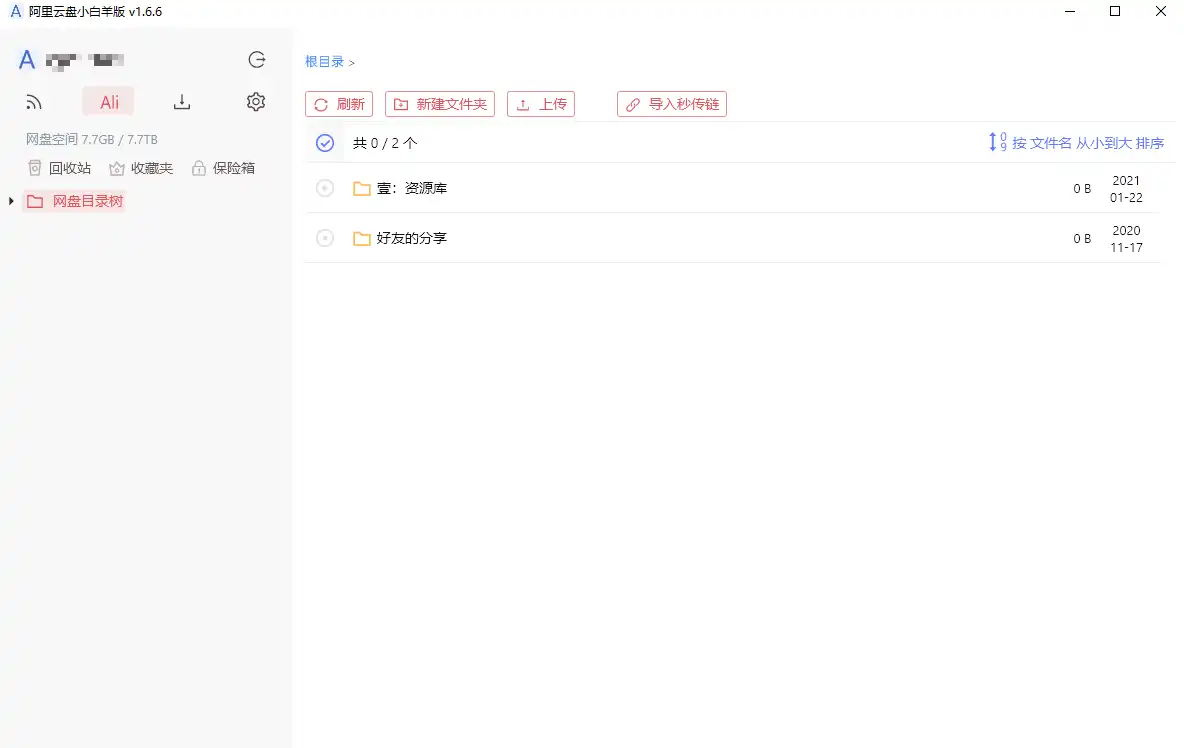 阿里云盘小白羊版 v1.6.6
根目录 >
Ali
刷新 新建文件夹 上传 导入秒传链
网盘空间 7.7GB / 7.7TB
共 0 / 2 个
按 文件名 从小到大 排序
回收站 收藏夹 保险箱
网盘目录树
壹：资源库 0 B 2021
01-22
好友的分享 0 B 2020
11-17